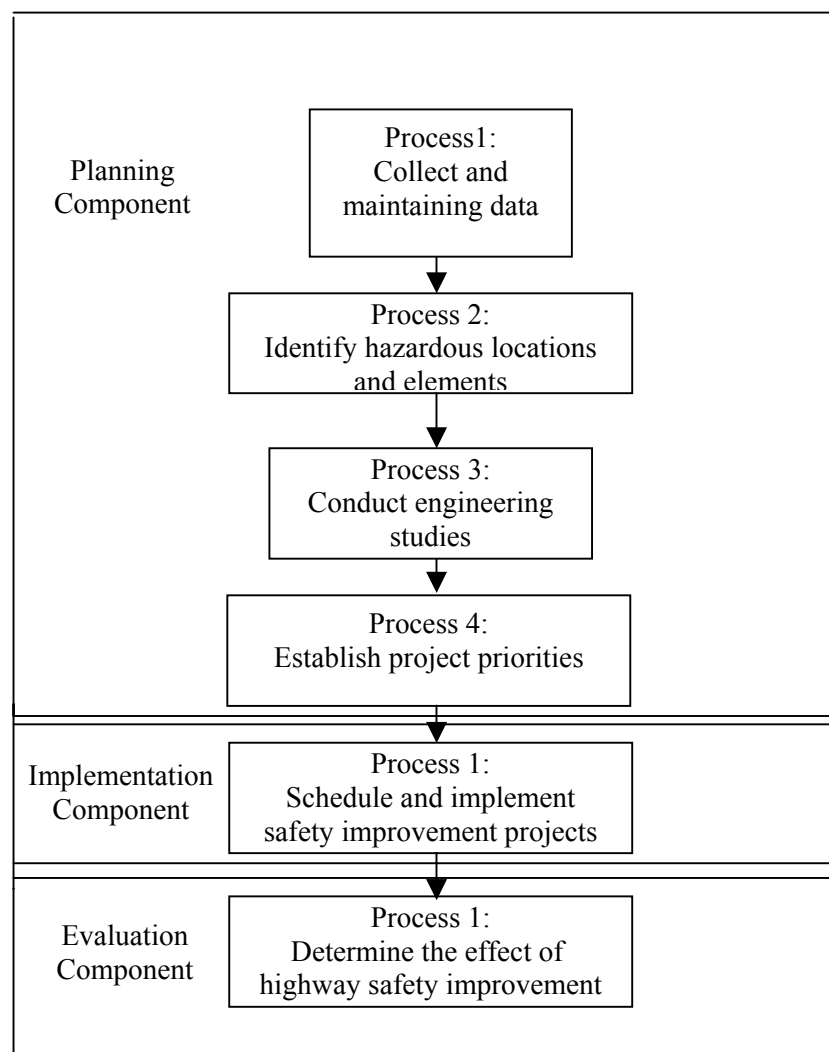 Planning
Component
Process1:
Collect and
maintaining data
Process 2:
Identify hazardous locations
and elements
Process 3:
Conduct engineering
studies
Process 4:
Establish project priorities
Implementation
Component
Process 1:
Schedule and implement
safety improvement projects
Evaluation
Component
Process 1:
Determine the effect of
highway safety improvement